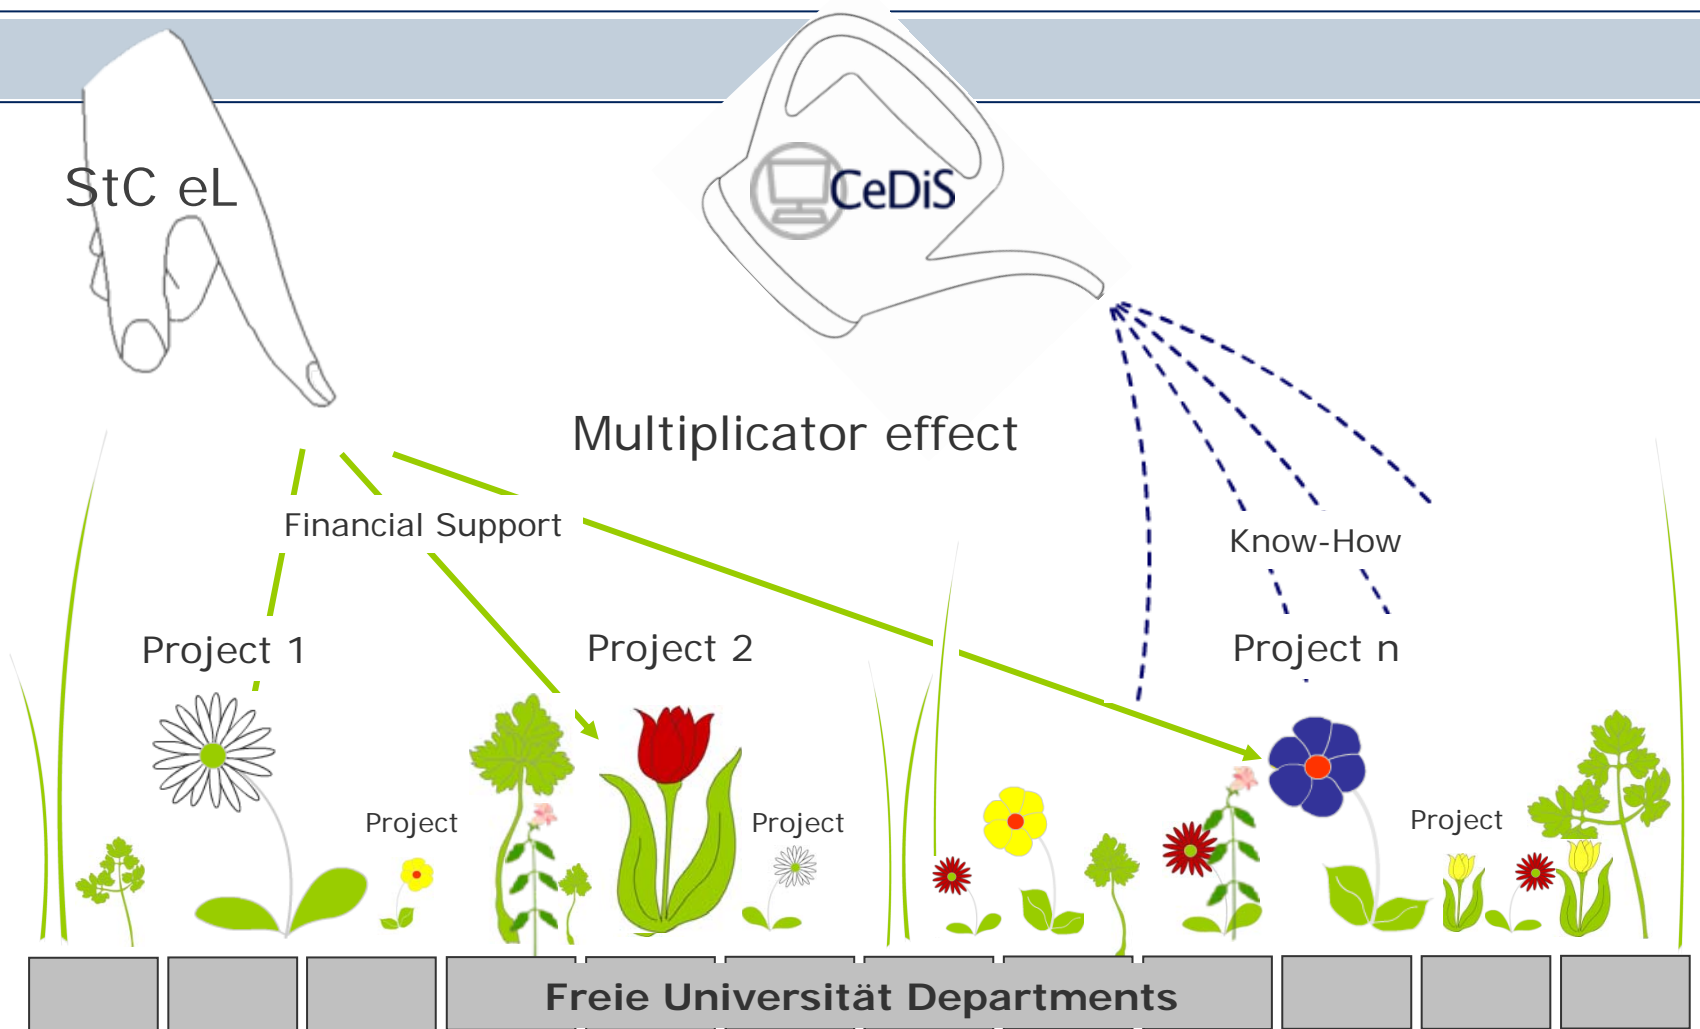 StC eL
CeDiS
Multiplicator effect
Financial Support
Know-How
Project 1
Project 2
Project n
Project
Project
Project
Freie Universität Departments